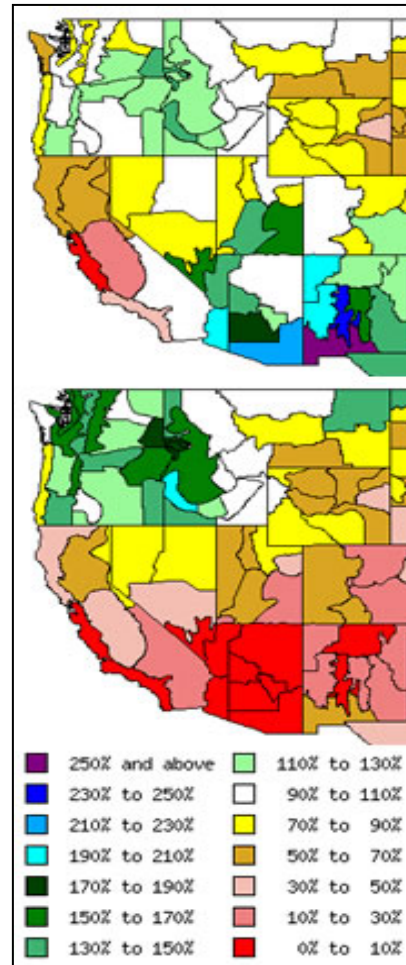 250% and above 110% to 130%
230% to 250% 90% to 110%
210% to 230% 70% to 90%
190% to 210% 50% to 70%
170% to 190% 30% to 50%
150% to 170% 10% to 30%
130% to 150% 0% to 10%